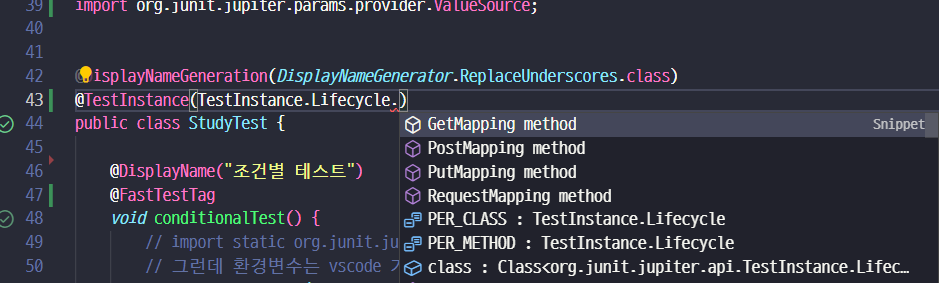 39 import org.junit.jupiter.params.provider.ValueSource;
40
41
42 isplayNameGeneration(DisplayNameGenerator.ReplaceUnderscores.class)
43 @TestInstance(TestInstance.Lifecycle.)
44 public class StudyTest {
GetMapping method Snippet
45
PostMapping method
46 @DisplayName("조건별 테스트")
PutMapping method
47 @FastTestTag
RequestMapping method
48 void conditionalTest() {
PER_CLASS : TestInstance.Lifecycle
49 // import static org.junit.ju
PER_METHOD : TestInstance.Lifecycle
50 // 그런데 환경변수는 vscode
class : Class<org.junit.jupiter.api.TestInstance.Lifec...